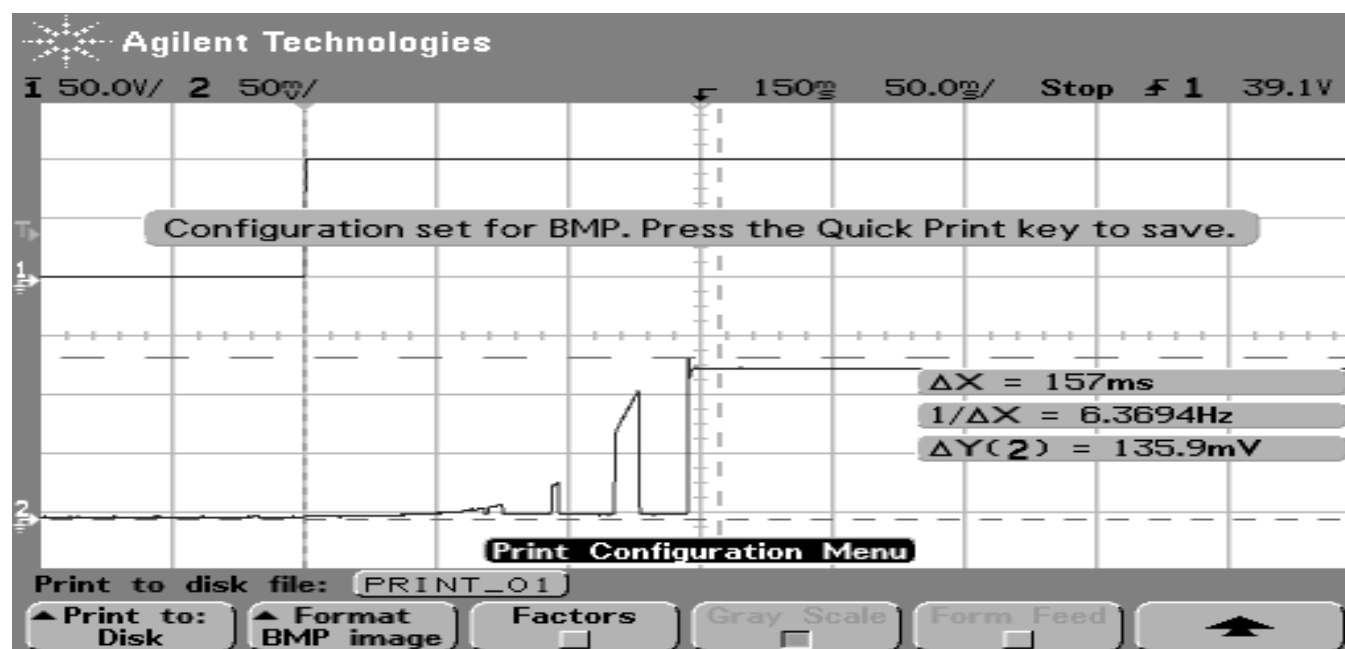 Agilent Technologies
1 50.0V/ 2 50mV/ 150ms 50.0ms/ Stop 1 39.1V
T
Configuration set for BMP. Press the Quick Print key to save.
1
ΔX = 157ms
1/ΔX = 6.3694Hz
ΔY(2) = 135.9mV
2
Print Configuration Menu
Print to disk file: PRINT_01
Print to: Disk
Format BMP image
Factors
Gray Scale
Form Feed